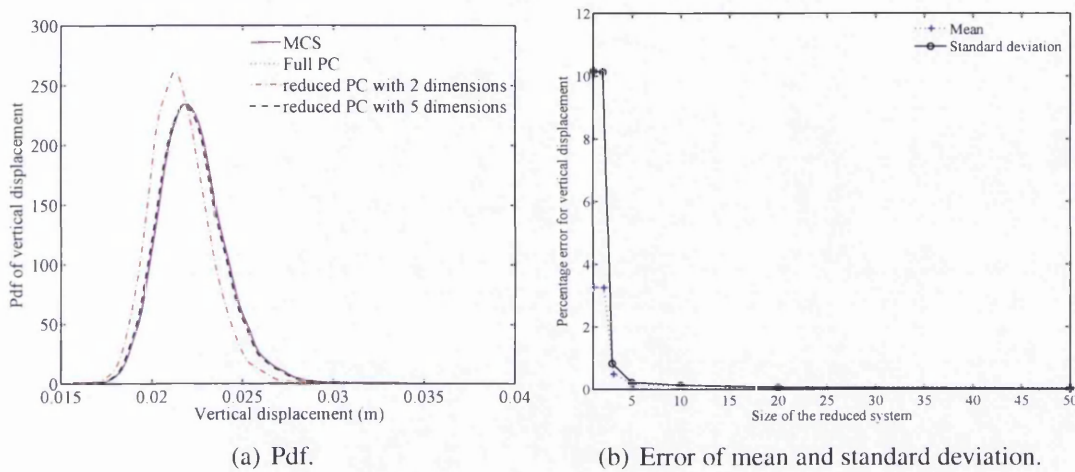 300
250
200
150
100
50
0
0.015
0.02
0.025
0.03
0.035
0.04
Pdf of vertical displacement
Vertical displacement (m)
MCS
Full PC
reduced PC with 2 dimensions
reduced PC with 5 dimensions
(a) Pdf.
12
10
8
6
4
2
0
5
10
15
20
25
30
35
40
45
50
Percentage error for vertical displacement
Size of the reduced system
Mean
Standard deviation
(b) Error of mean and standard deviation.